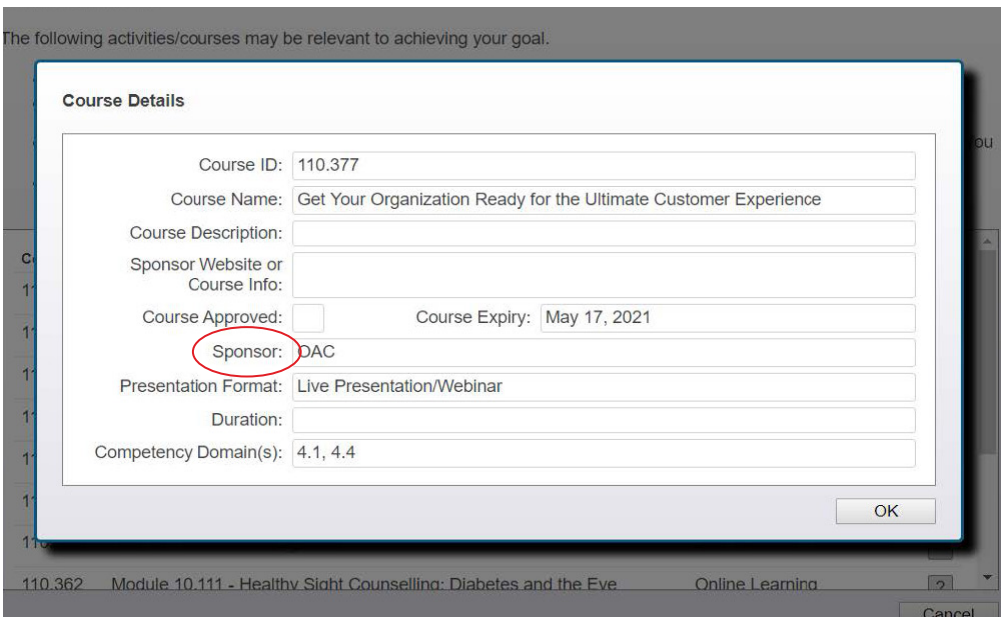 The following activities/courses may be relevant to achieving your goal.
Course Details
ou
Course ID: 110.377
Course Name: Get Your Organization Ready for the Ultimate Customer Experience
Course Description:
Sponsor Website or
Course Info:
Course Approved: Course Expiry: May 17, 2021
Sponsor: OAC
Presentation Format: Live Presentation/Webinar
Duration:
Competency Domain(s): 4.1, 4.4
OK
110.362 Module 10.111 - Healthy Sight Counselling: Diabetes and the Eye Online Learning ?
Cancel